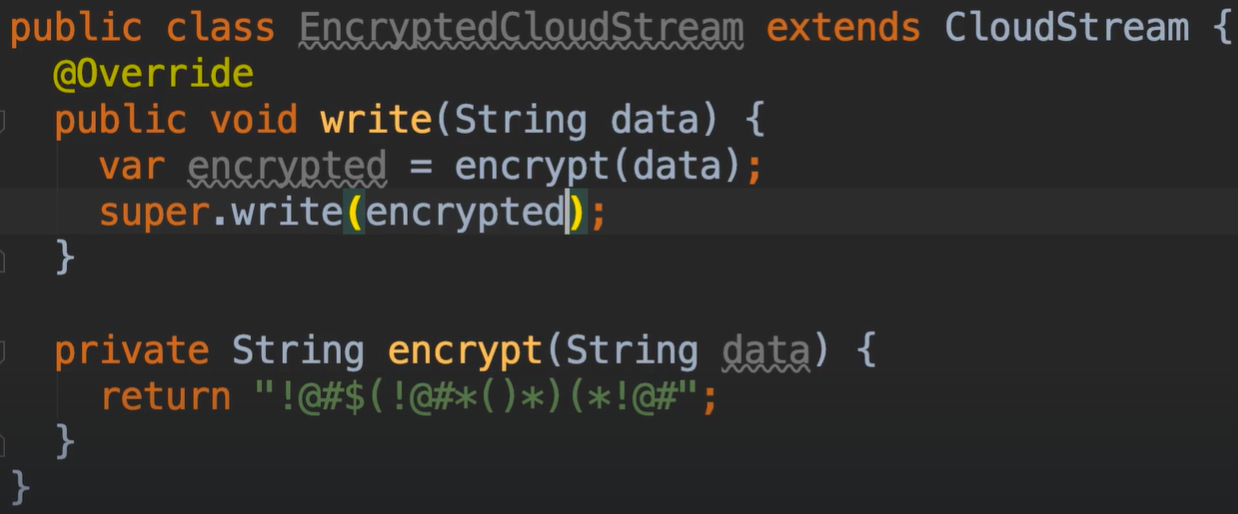 public class EncryptedCloudStream extends CloudStream {
@Override
public void write(String data) {
var encrypted = encrypt(data);
super.write(encrypted);
}
private String encrypt(String data) {
return "!@#$(!@#*()*)(*!@#";
}
}